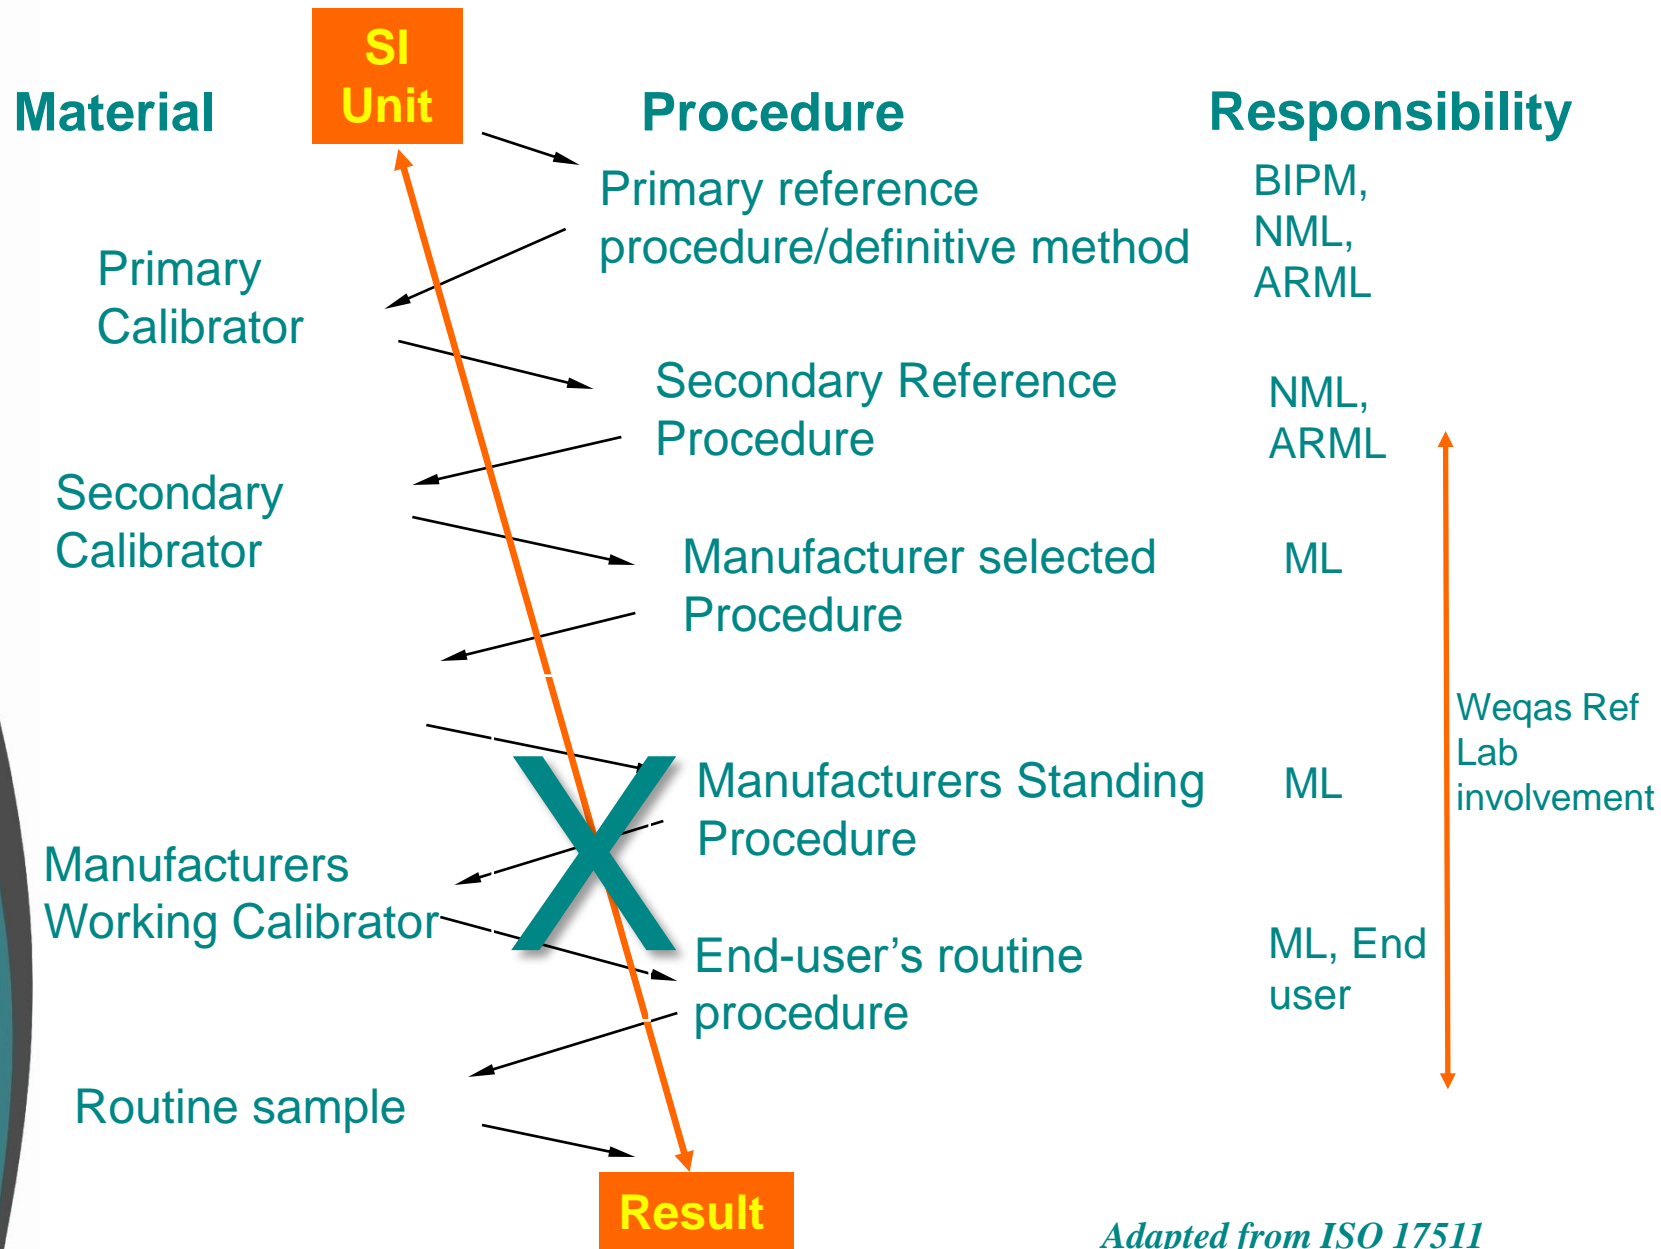 SI
Unit
Material
Procedure
Responsibility
Primary reference
procedure/definitive method
BIPM,
NML,
ARML
Primary
Calibrator
Secondary Reference
Procedure
NML,
ARML
Secondary
Calibrator
Manufacturer selected
Procedure
ML
Weqas Ref
Lab
involvement
Manufacturers Standing
Procedure
ML
X
Manufacturers
Working Calibrator
End-user’s routine
procedure
ML, End
user
Routine sample
Result
Adapted from ISO 17511